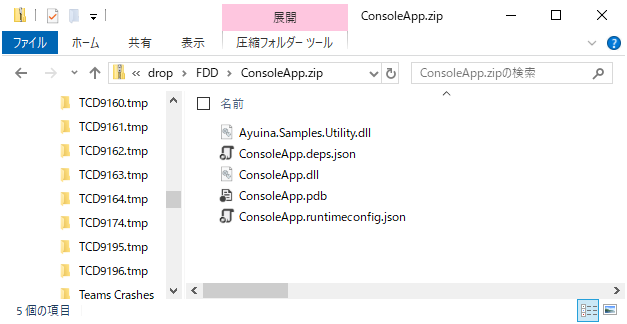 展開
ConsoleApp.zip
ファイル
ホーム
共有
表示
圧縮フォルダー ツール
« drop > FDD > ConsoleApp.zip
ConsoleApp.zipの検索
TCD9160.tmp
TCD9161.tmp
TCD9162.tmp
TCD9163.tmp
TCD9164.tmp
TCD9174.tmp
TCD9195.tmp
TCD9196.tmp
Teams Crashes
名前
Ayuina.Samples.Utility.dll
ConsoleApp.deps.json
ConsoleApp.dll
ConsoleApp.pdb
ConsoleApp.runtimeconfig.json
5 個の項目